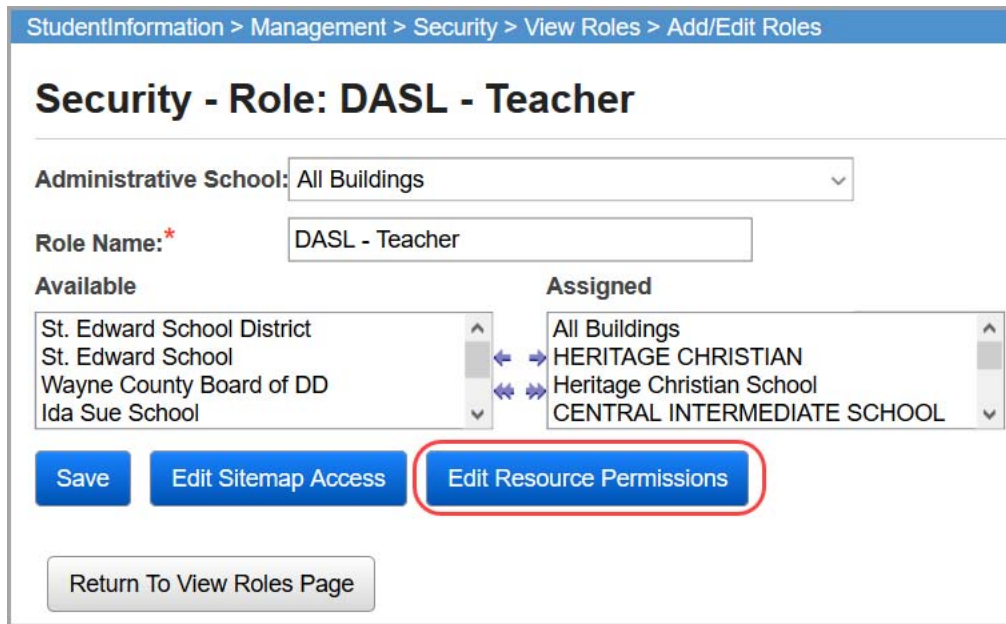 StudentInformation > Management > Security > View Roles > Add/Edit Roles
Security - Role: DASL - Teacher
Administrative School: All Buildings
Role Name:* DASL - Teacher
Available Assigned
St. Edward School District All Buildings
St. Edward School HERITAGE CHRISTIAN
Wayne County Board of DD Heritage Christian School
Ida Sue School CENTRAL INTERMEDIATE SCHOOL
Save Edit Sitemap Access Edit Resource Permissions
Return To View Roles Page